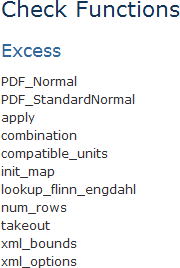 Check Functions
Excess
PDF_Normal
PDF_StandardNormal
apply
combination
compatible_units
init_map
lookup_flinn_engdahl
num_rows
takeout
xml_bounds
xml_options